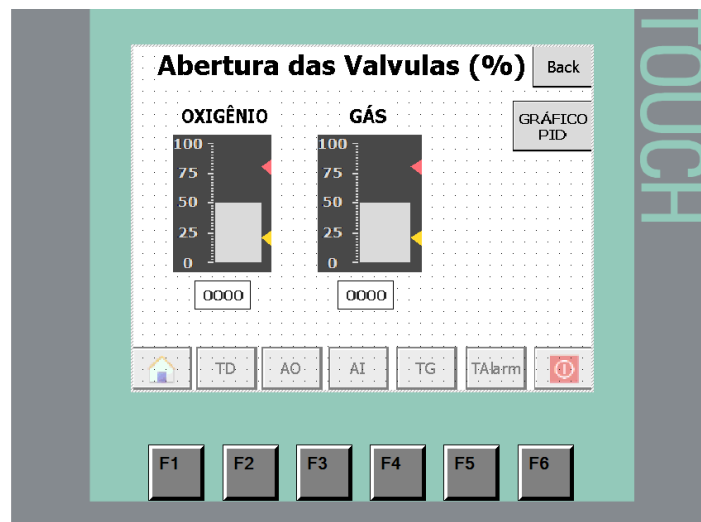 Abertura das Valvulas (%)
Back
OXIGÊNIO
GÁS
GRÁFICO
PID
100
75
50
25
0
100
75
50
25
0
0000
0000
TD
AO
AI
TG
TAlarm
F1
F2
F3
F4
F5
F6
TOUCH